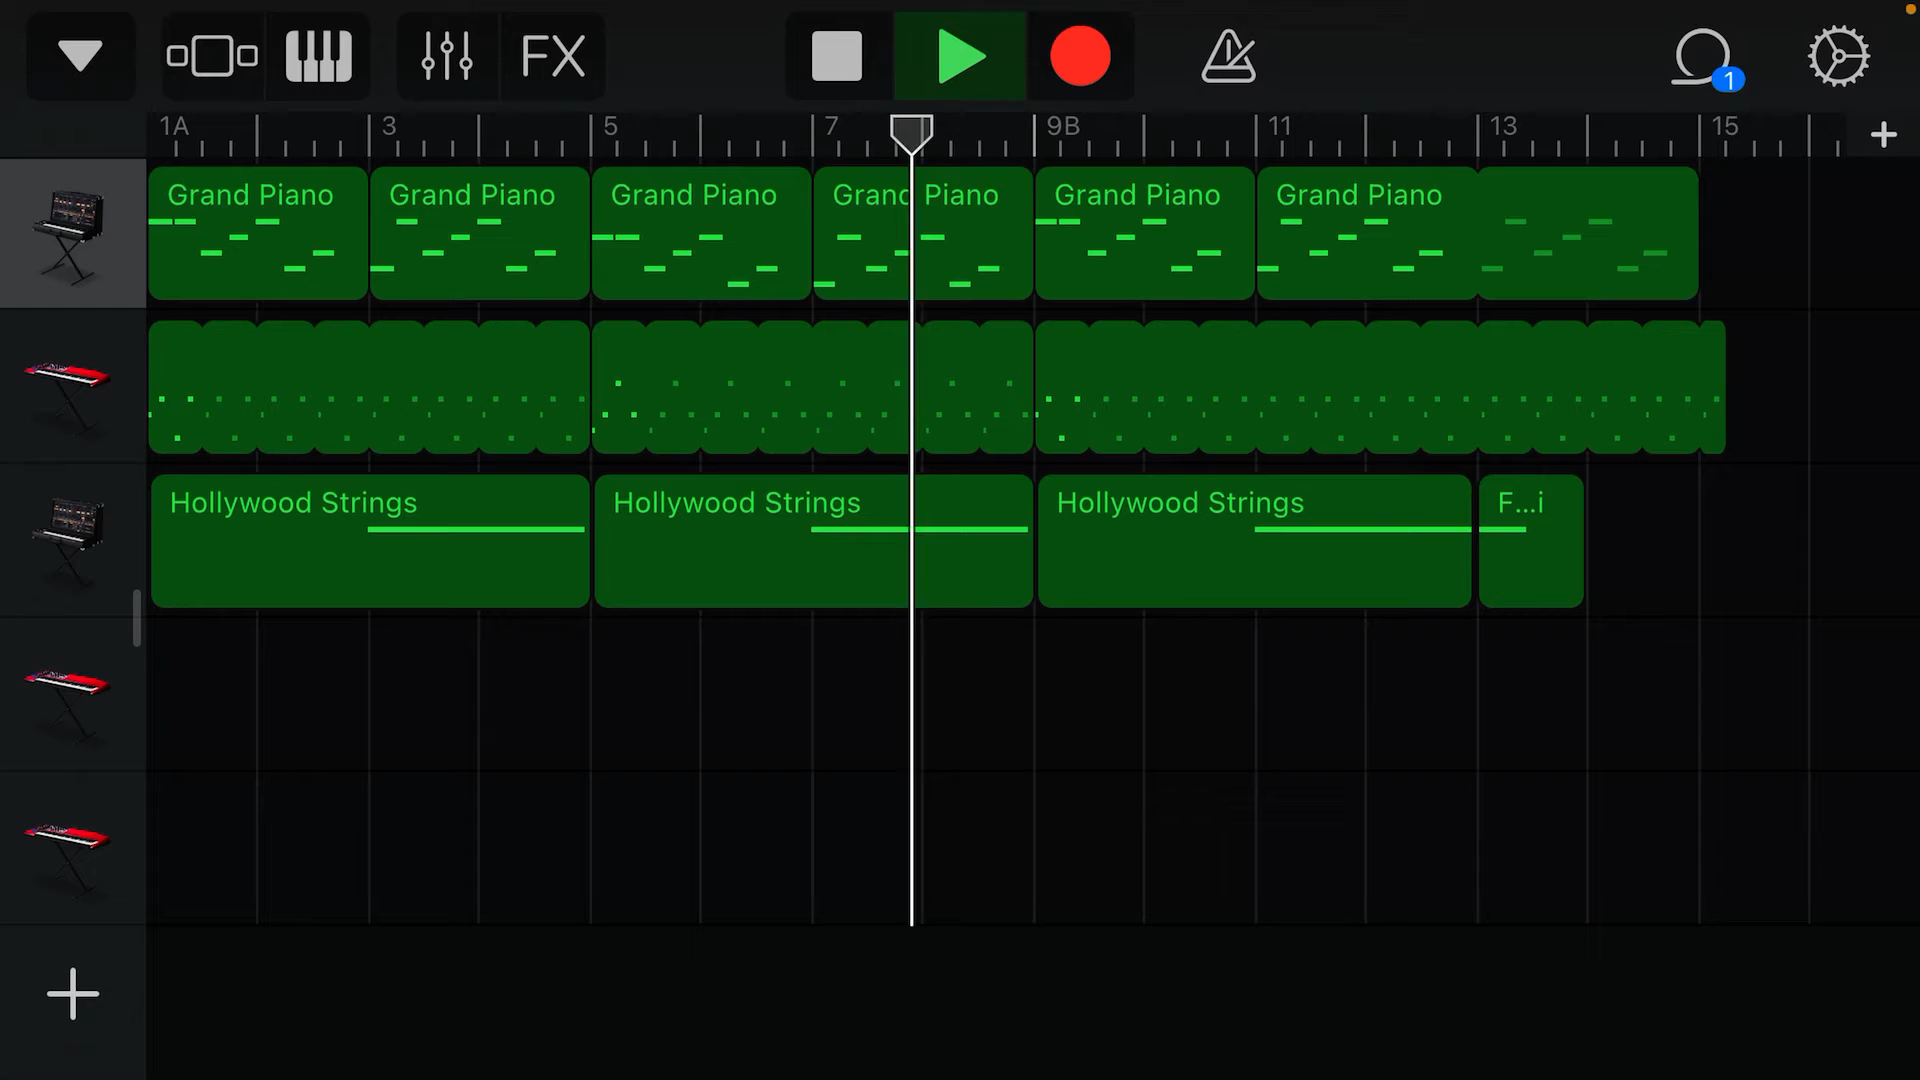 FX
1
1A 3 5 7 9B 11 13 15
Grand Piano Grand Piano Grand Piano Grand Piano Grand Piano Grand Piano
Hollywood Strings Hollywood Strings Hollywood Strings F...i